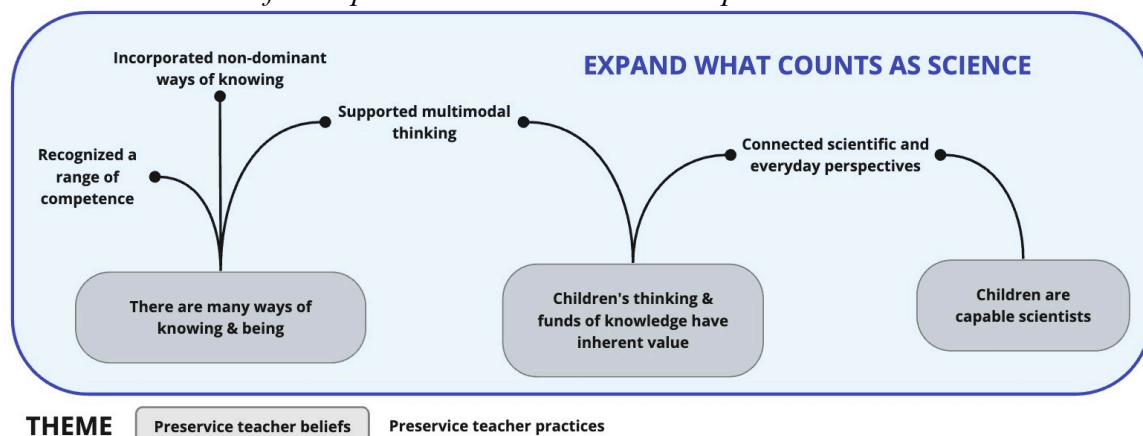 EXPAND WHAT COUNTS AS SCIENCE
Incorporated non-dominant
ways of knowing
Supported multimodal
thinking
Recognized a
range of
competence
Connected scientific and
everyday perspectives
There are many ways of
knowing & being
Children's thinking &
funds of knowledge have
inherent value
Children are
capable scientists
THEME
Preservice teacher beliefs
Preservice teacher practices